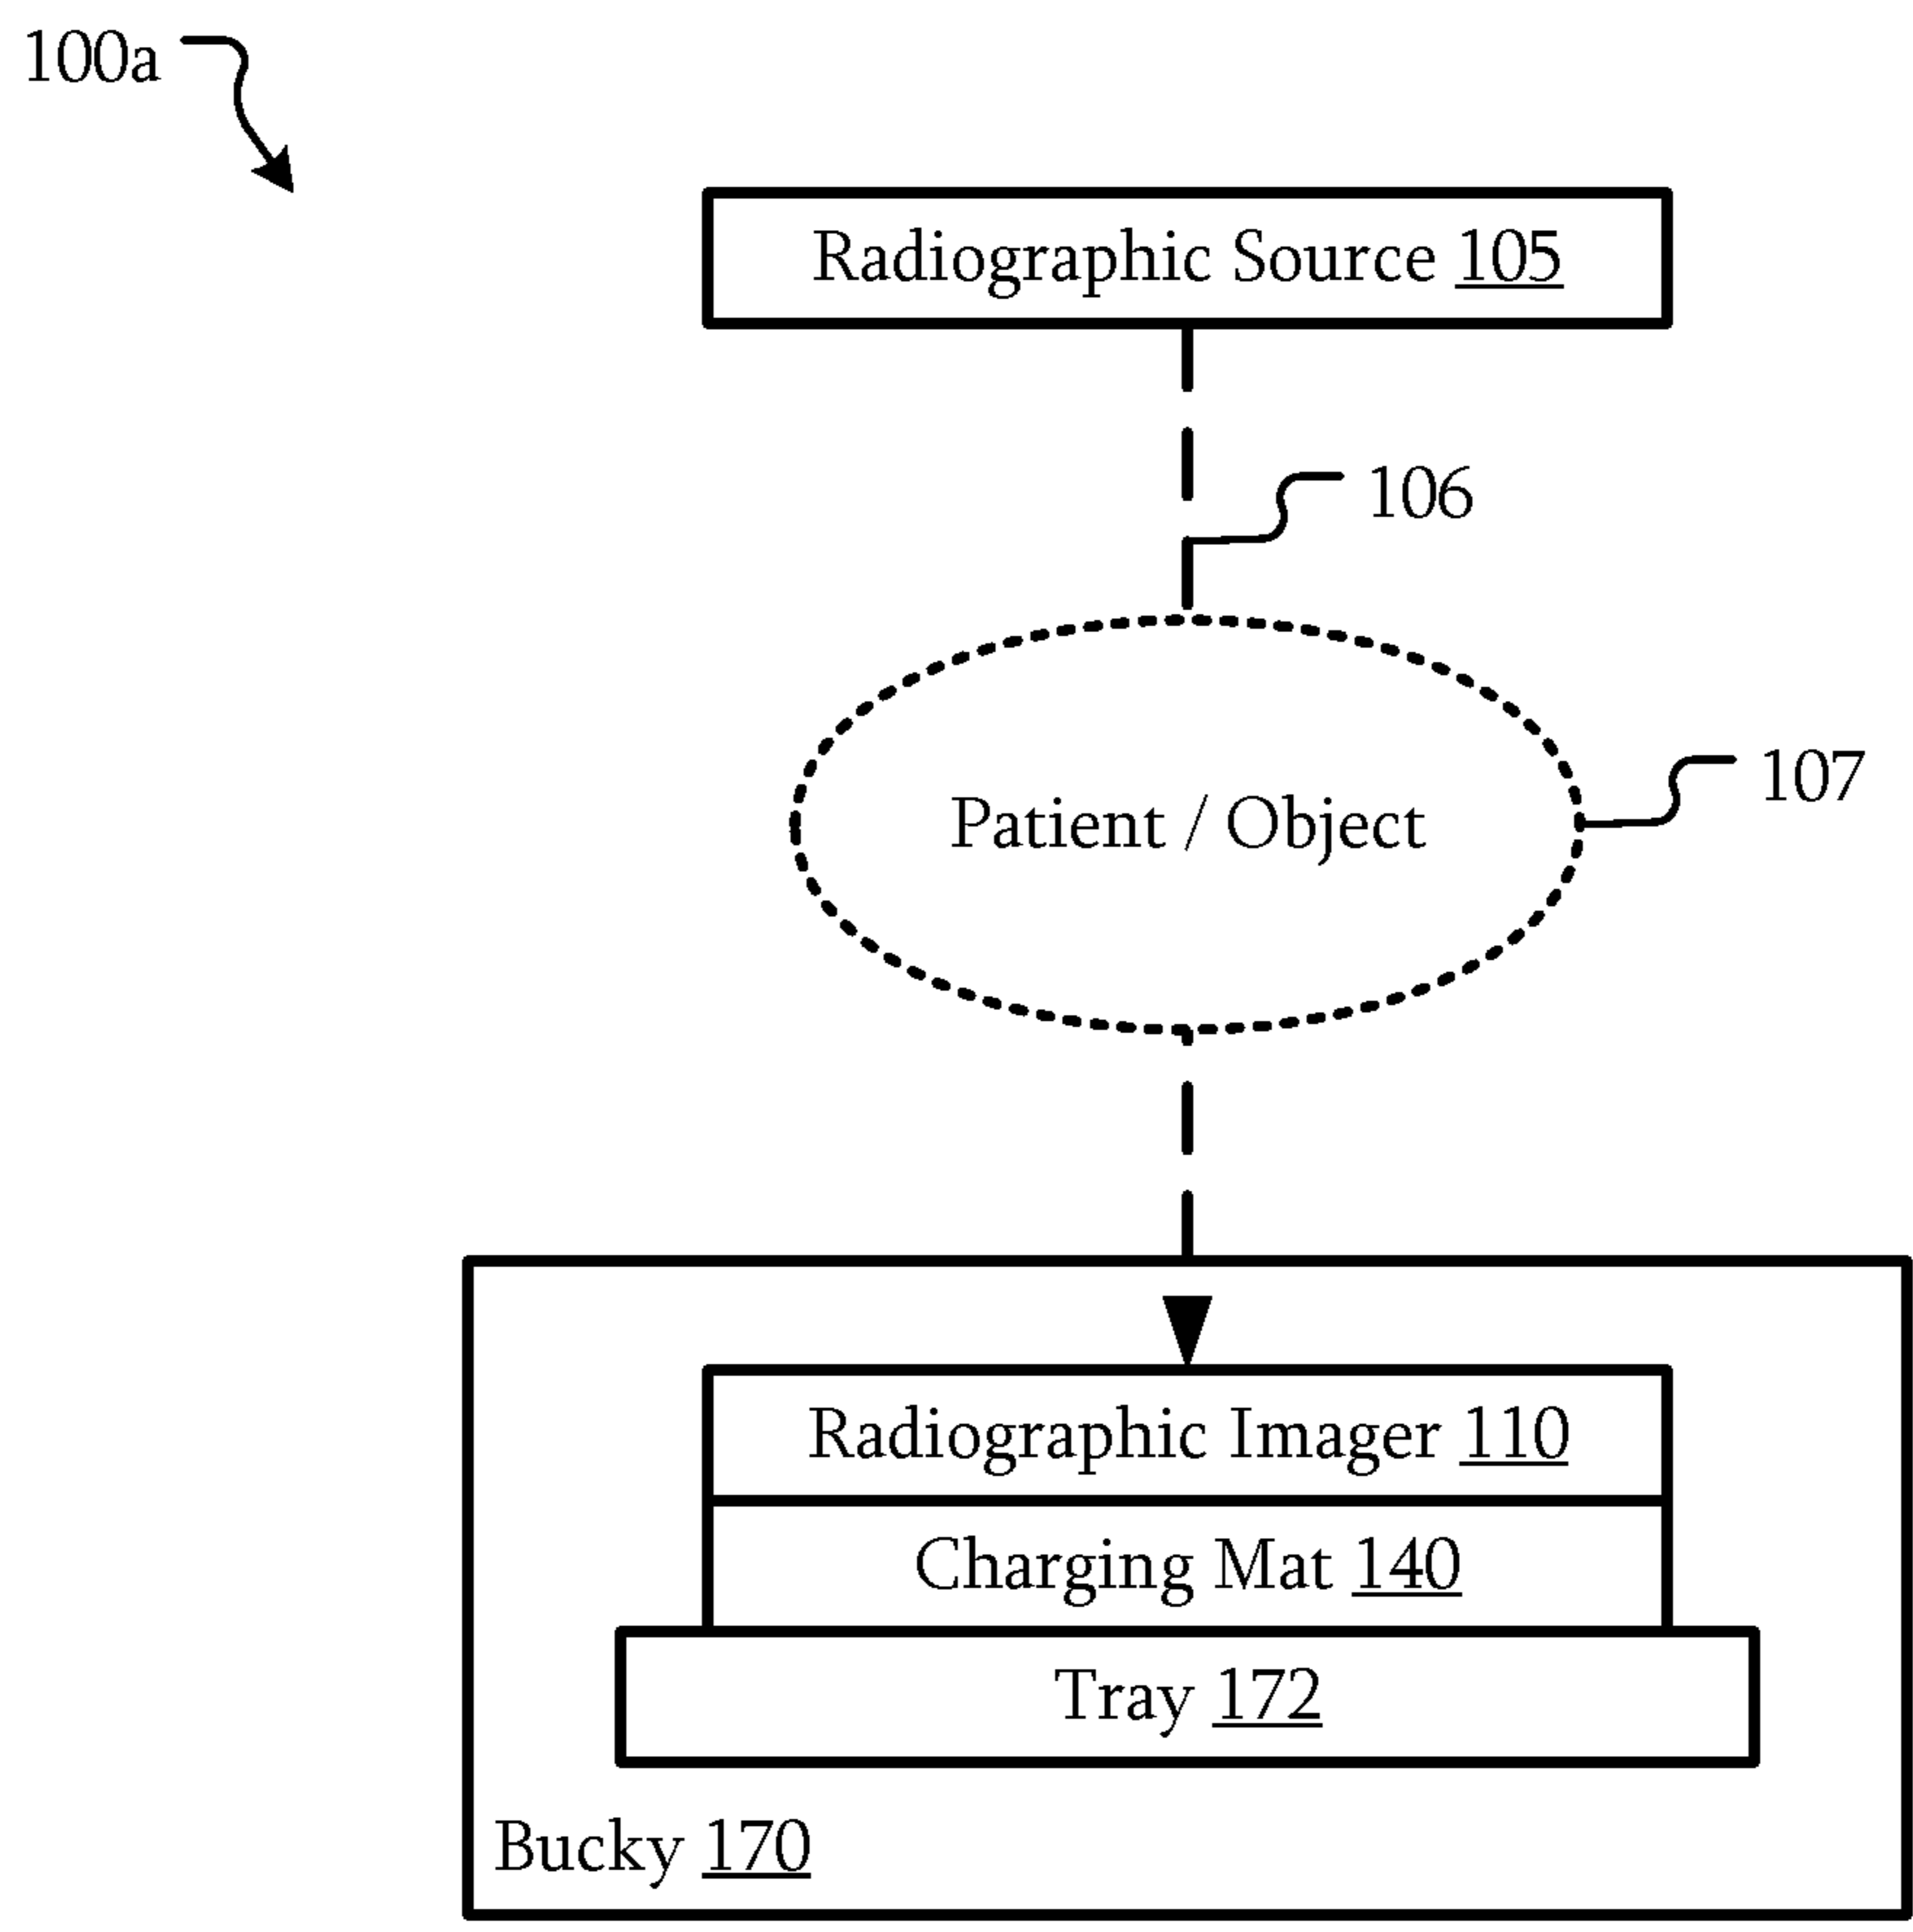 100a
Radiographic Source 105
106
107
Patient / Object
Radiographic Imager 110
Charging Mat 140
Tray 172
Bucky 170